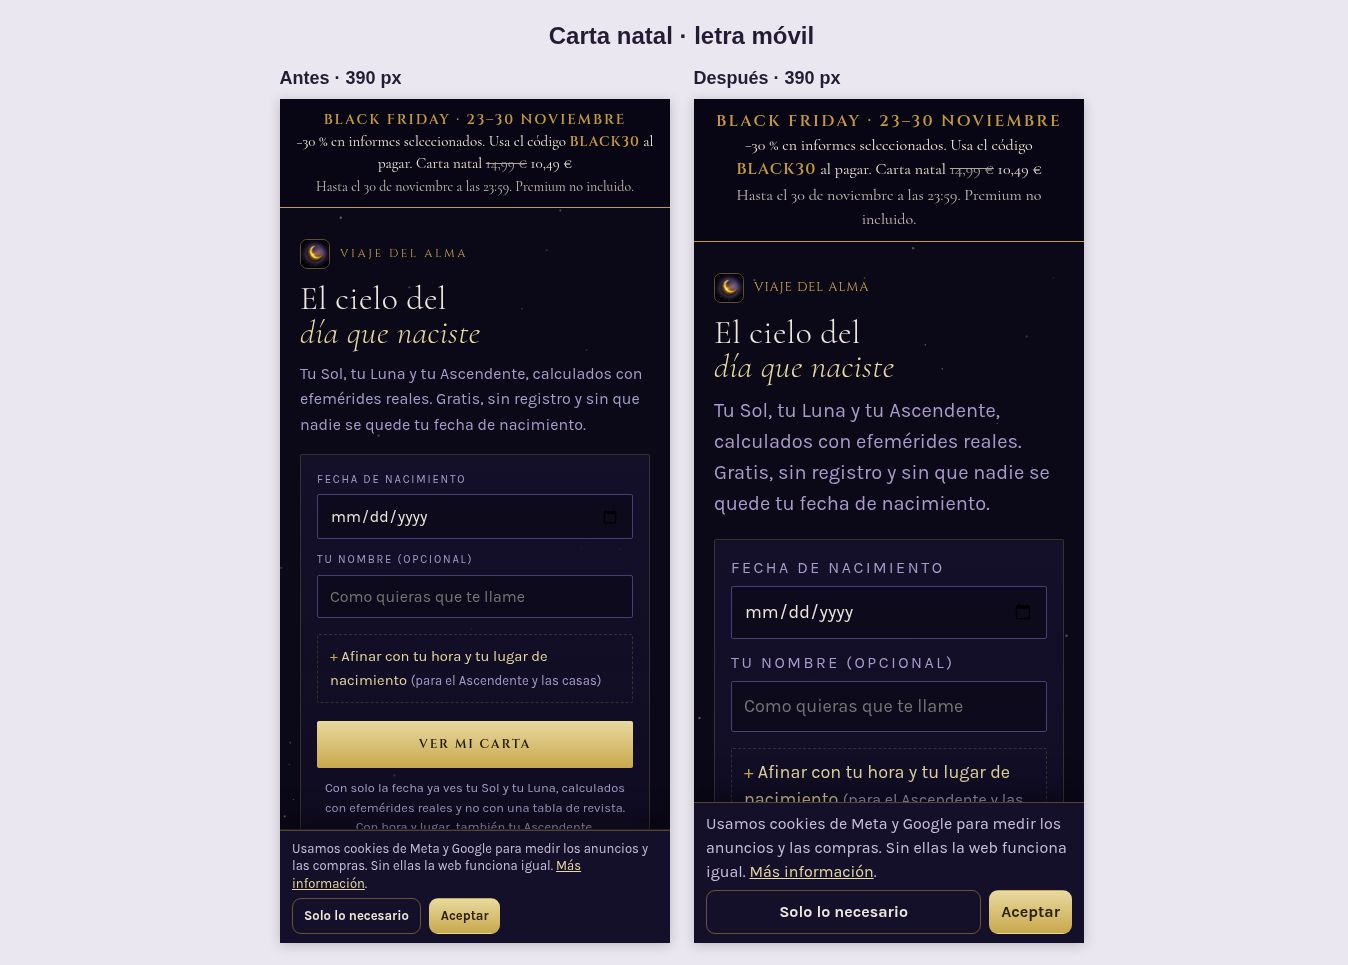 Carta natal · letra móvil
Antes · 390 px
BLACK FRIDAY · 23–30 NOVIEMBRE
−30 % en informes seleccionados. Usa el código BLACK30 al
pagar. Carta natal 14,99 € 10,49 €
Hasta el 30 de noviembre a las 23:59. Premium no incluido.
VIAJE DEL ALMA
El cielo del
día que naciste
Tu Sol, tu Luna y tu Ascendente, calculados con
efemérides reales. Gratis, sin registro y sin que
nadie se quede tu fecha de nacimiento.
FECHA DE NACIMIENTO
mm/dd/yyyy
TU NOMBRE (OPCIONAL)
Como quieras que te llame
+ Afinar con tu hora y tu lugar de
nacimiento (para el Ascendente y las casas)
VER MI CARTA
Con solo la fecha ya ves tu Sol y tu Luna, calculados
con efemérides reales y no con una tabla de revista.
Con hora y lugar, también tu Ascendente
Usamos cookies de Meta y Google para medir los anuncios y
las compras. Sin ellas la web funciona igual. Más
información.
Solo lo necesario
Aceptar
Después · 390 px
BLACK FRIDAY · 23–30 NOVIEMBRE
−30 % en informes seleccionados. Usa el código
BLACK30 al pagar. Carta natal 14,99 € 10,49 €
Hasta el 30 de noviembre a las 23:59. Premium no
incluido.
VIAJE DEL ALMA
El cielo del
día que naciste
Tu Sol, tu Luna y tu Ascendente,
calculados con efemérides reales.
Gratis, sin registro y sin que nadie se
quede tu fecha de nacimiento.
FECHA DE NACIMIENTO
mm/dd/yyyy
TU NOMBRE (OPCIONAL)
Como quieras que te llame
+ Afinar con tu hora y tu lugar de
nacimiento (para el Ascendente y las
Usamos cookies de Meta y Google para medir los
anuncios y las compras. Sin ellas la web funciona
igual. Más información.
Solo lo necesario
Aceptar